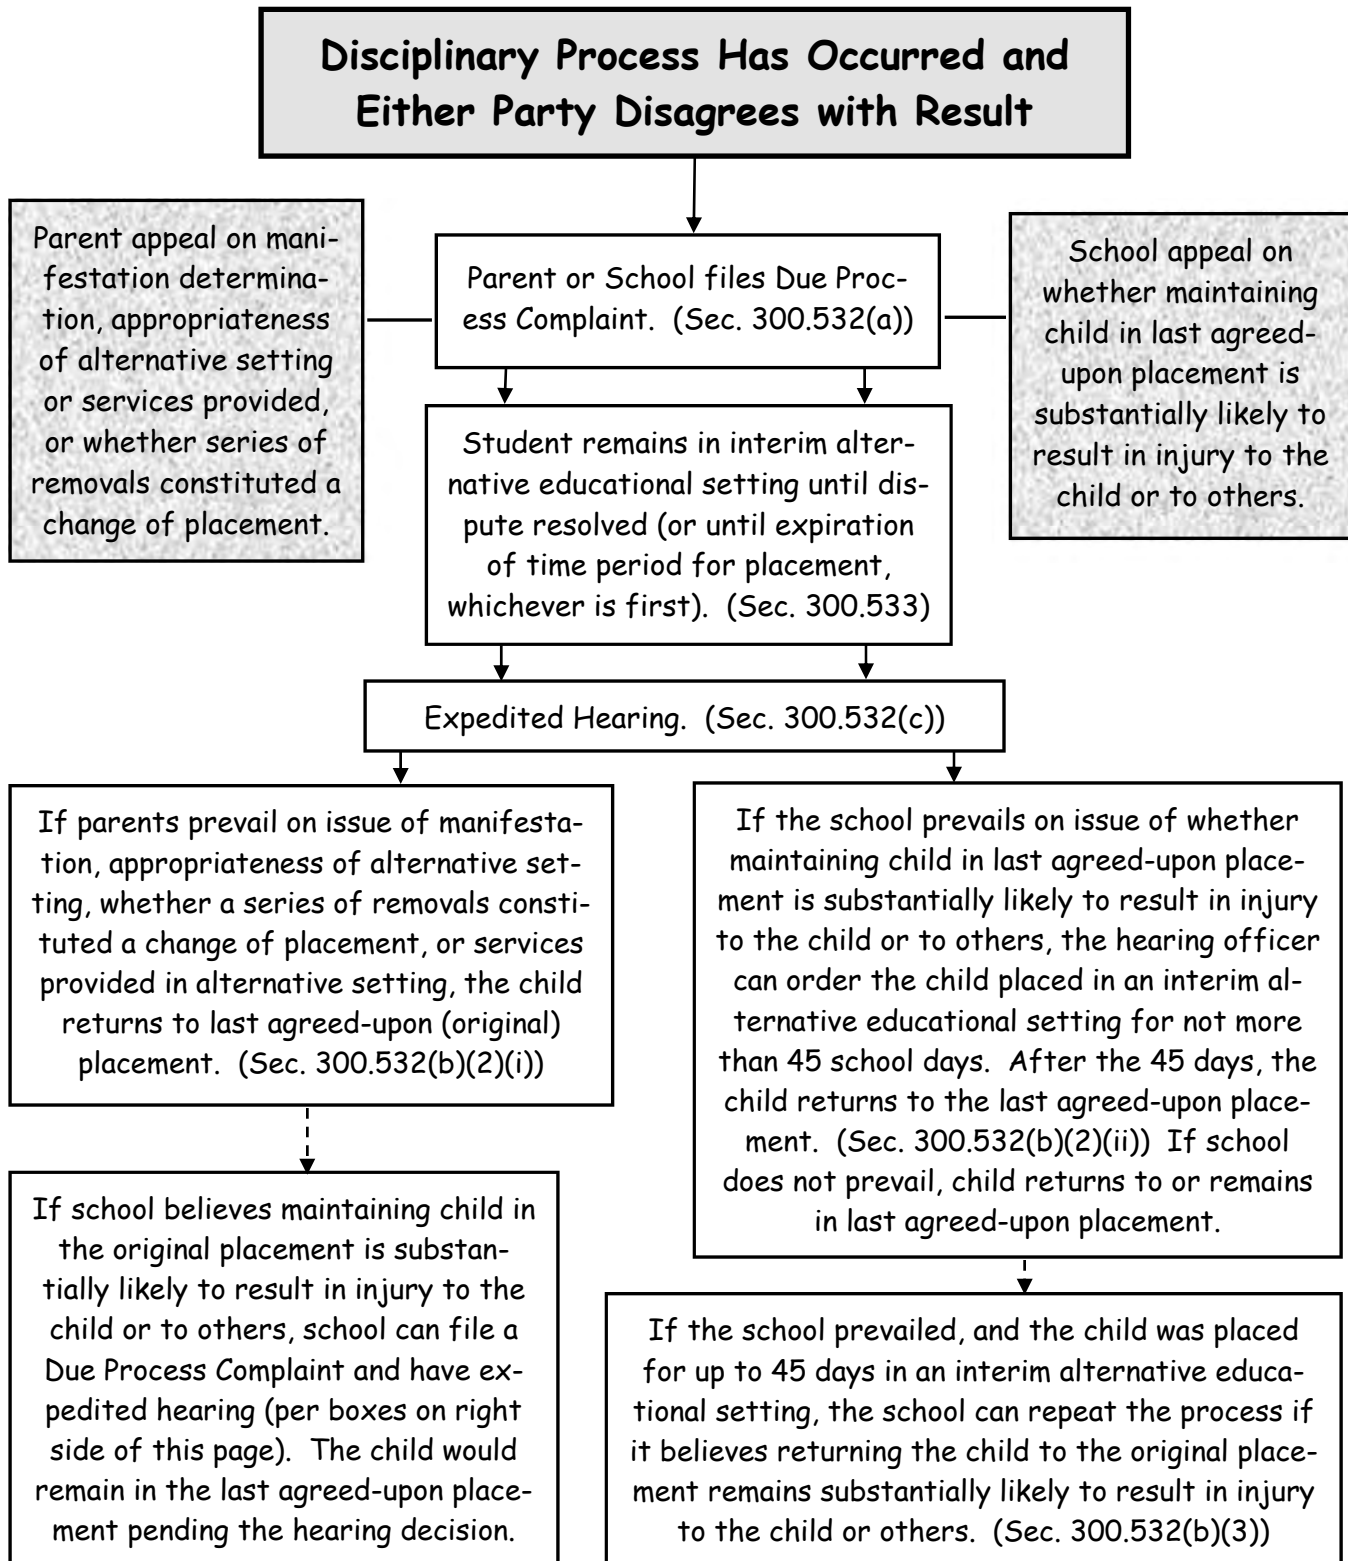 Disciplinary Process Has Occurred and
Either Party Disagrees with Result
Parent appeal on mani-
festation determina-
tion, appropriateness
of alternative setting
or services provided,
or whether series of
removals constituted a
change of placement.
Parent or School files Due Proc-
ess Complaint.  (Sec. 300.532(a))
School appeal on
whether maintaining
child in last agreed-
upon placement is
substantially likely to
result in injury to the
child or to others.
Student remains in interim alter-
native educational setting until dis-
pute resolved (or until expiration
of time period for placement,
whichever is first).  (Sec. 300.533)
Expedited Hearing.  (Sec. 300.532(c))
If parents prevail on issue of manifesta-
tion, appropriateness of alternative set-
ting, whether a series of removals consti-
tuted a change of placement, or services
provided in alternative setting, the child
returns to last agreed-upon (original)
placement.  (Sec. 300.532(b)(2)(i))
If the school prevails on issue of whether
maintaining child in last agreed-upon place-
ment is substantially likely to result in injury
to the child or to others, the hearing officer
can order the child placed in an interim al-
ternative educational setting for not more
than 45 school days.  After the 45 days, the
child returns to the last agreed-upon place-
ment.  (Sec. 300.532(b)(2)(ii))  If school
does not prevail, child returns to or remains
in last agreed-upon placement.
If school believes maintaining child in
the original placement is substan-
tially likely to result in injury to the
child or to others, school can file a
Due Process Complaint and have ex-
pedited hearing (per boxes on right
side of this page).  The child would
remain in the last agreed-upon place-
ment pending the hearing decision.
If the school prevailed, and the child was placed
for up to 45 days in an interim alternative educa-
tional setting, the school can repeat the process if
it believes returning the child to the original place-
ment remains substantially likely to result in injury
to the child or others.  (Sec. 300.532(b)(3))